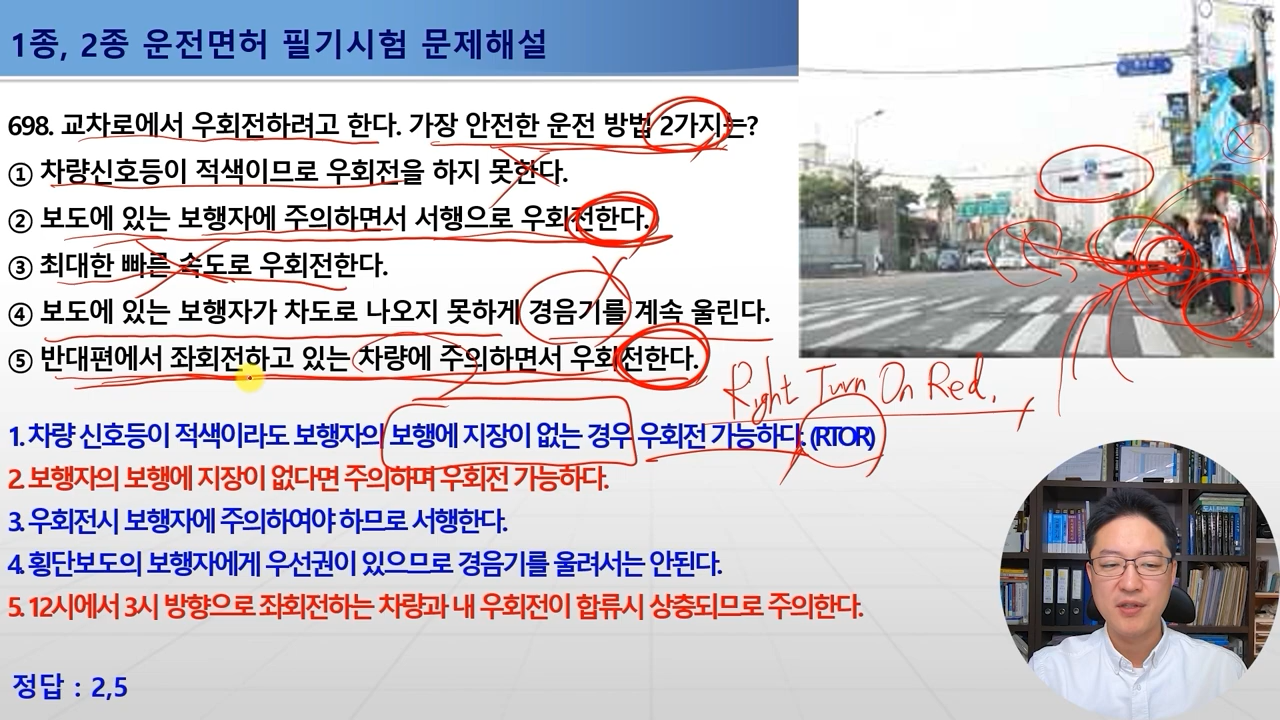 1종, 2종 운전면허 필기시험 문제해설
698. 교차로에서 우회전하려고 한다. 가장 안전한 운전 방법 2가지는?
① 차량신호등이 적색이므로 우회전을 하지 못한다.
② 보도에 있는 보행자에 주의하면서 서행으로 우회전한다.
③ 최대한 빠른 속도로 우회전한다.
④ 보도에 있는 보행자가 차도로 나오지 못하게 경음기를 계속 울린다.
⑤ 반대편에서 좌회전하고 있는 차량에 주의하면서 우회전한다.
Right Turn On Red.
1. 차량 신호등이 적색이라도 보행자의 보행에 지장이 없는 경우 우회전 가능하다. (RTOR)
2. 보행자의 보행에 지장이 없다면 주의하며 우회전 가능하다.
3. 우회전시 보행자에 주의하여야 하므로 서행한다.
4. 횡단보도의 보행자에게 우선권이 있으므로 경음기를 울려서는 안된다.
5. 12시에서 3시 방향으로 좌회전하는 차량과 내 우회전이 합류시 상층되므로 주의한다.
정답 : 2,5